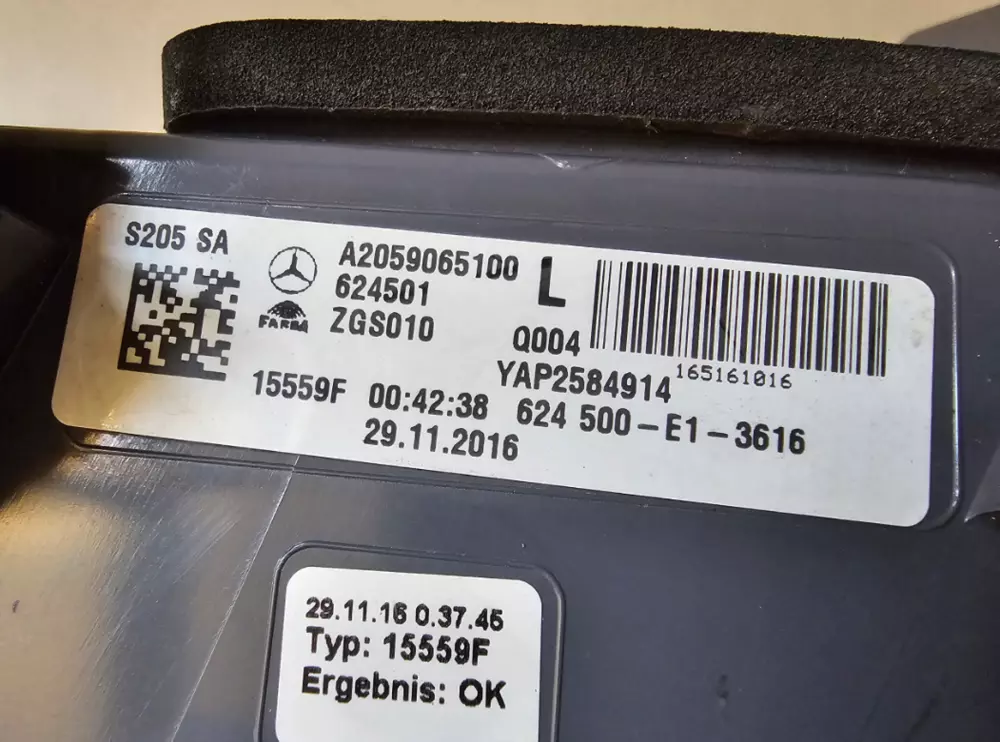 S205 SA
A2059065100 L
624501
FARBA ZGS010
Q004
YAP2584914
165161016
15559F 00:42:38 624 500-E1-3616
29.11.2016
29.11.16 0.37.45
Typ: 15559F
Ergebnis: OK